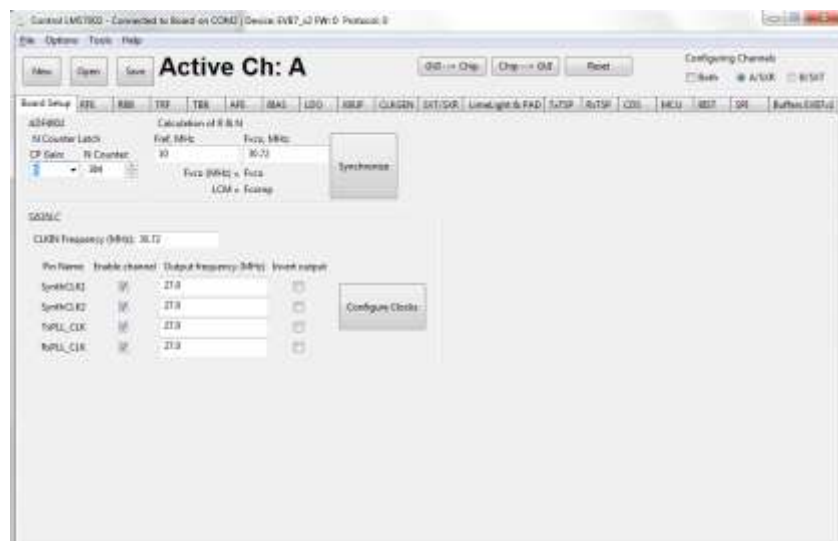 Control LMS7002 - Connected to Board on COM2 | Device: EVB7_v2 FW:0 Protocol: 0
File Options Tools Help
New Open Save Active Ch: A GUI --> Chip Chip --> GUI Reset Configuring Channels
Both A/SXR B/SXT
Board Setup RFE RBB TRF TBB AFE BIAS LDO XBUF CLKGEN SXT/SXR LimeLight & PAD TxTSP RxTSP CDS MCU BIST SPI
ADF4002 Calculation of R & N
N Counter Latch Fref, MHz Fvco, MHz
CP Gain: N Counter: 10 30.72
384 Synchronize
Fvco (MHz) = Fvco
LCM = Fcomp
CLKIN Frequency (MHz): 30.72
Pin Name Enable channel Output frequency (MHz) Invert output
SynthCLK1 27.0
SynthCLK2 27.0 Configure Clocks
TxPLL_CLK 27.0
RxPLL_CLK 27.0